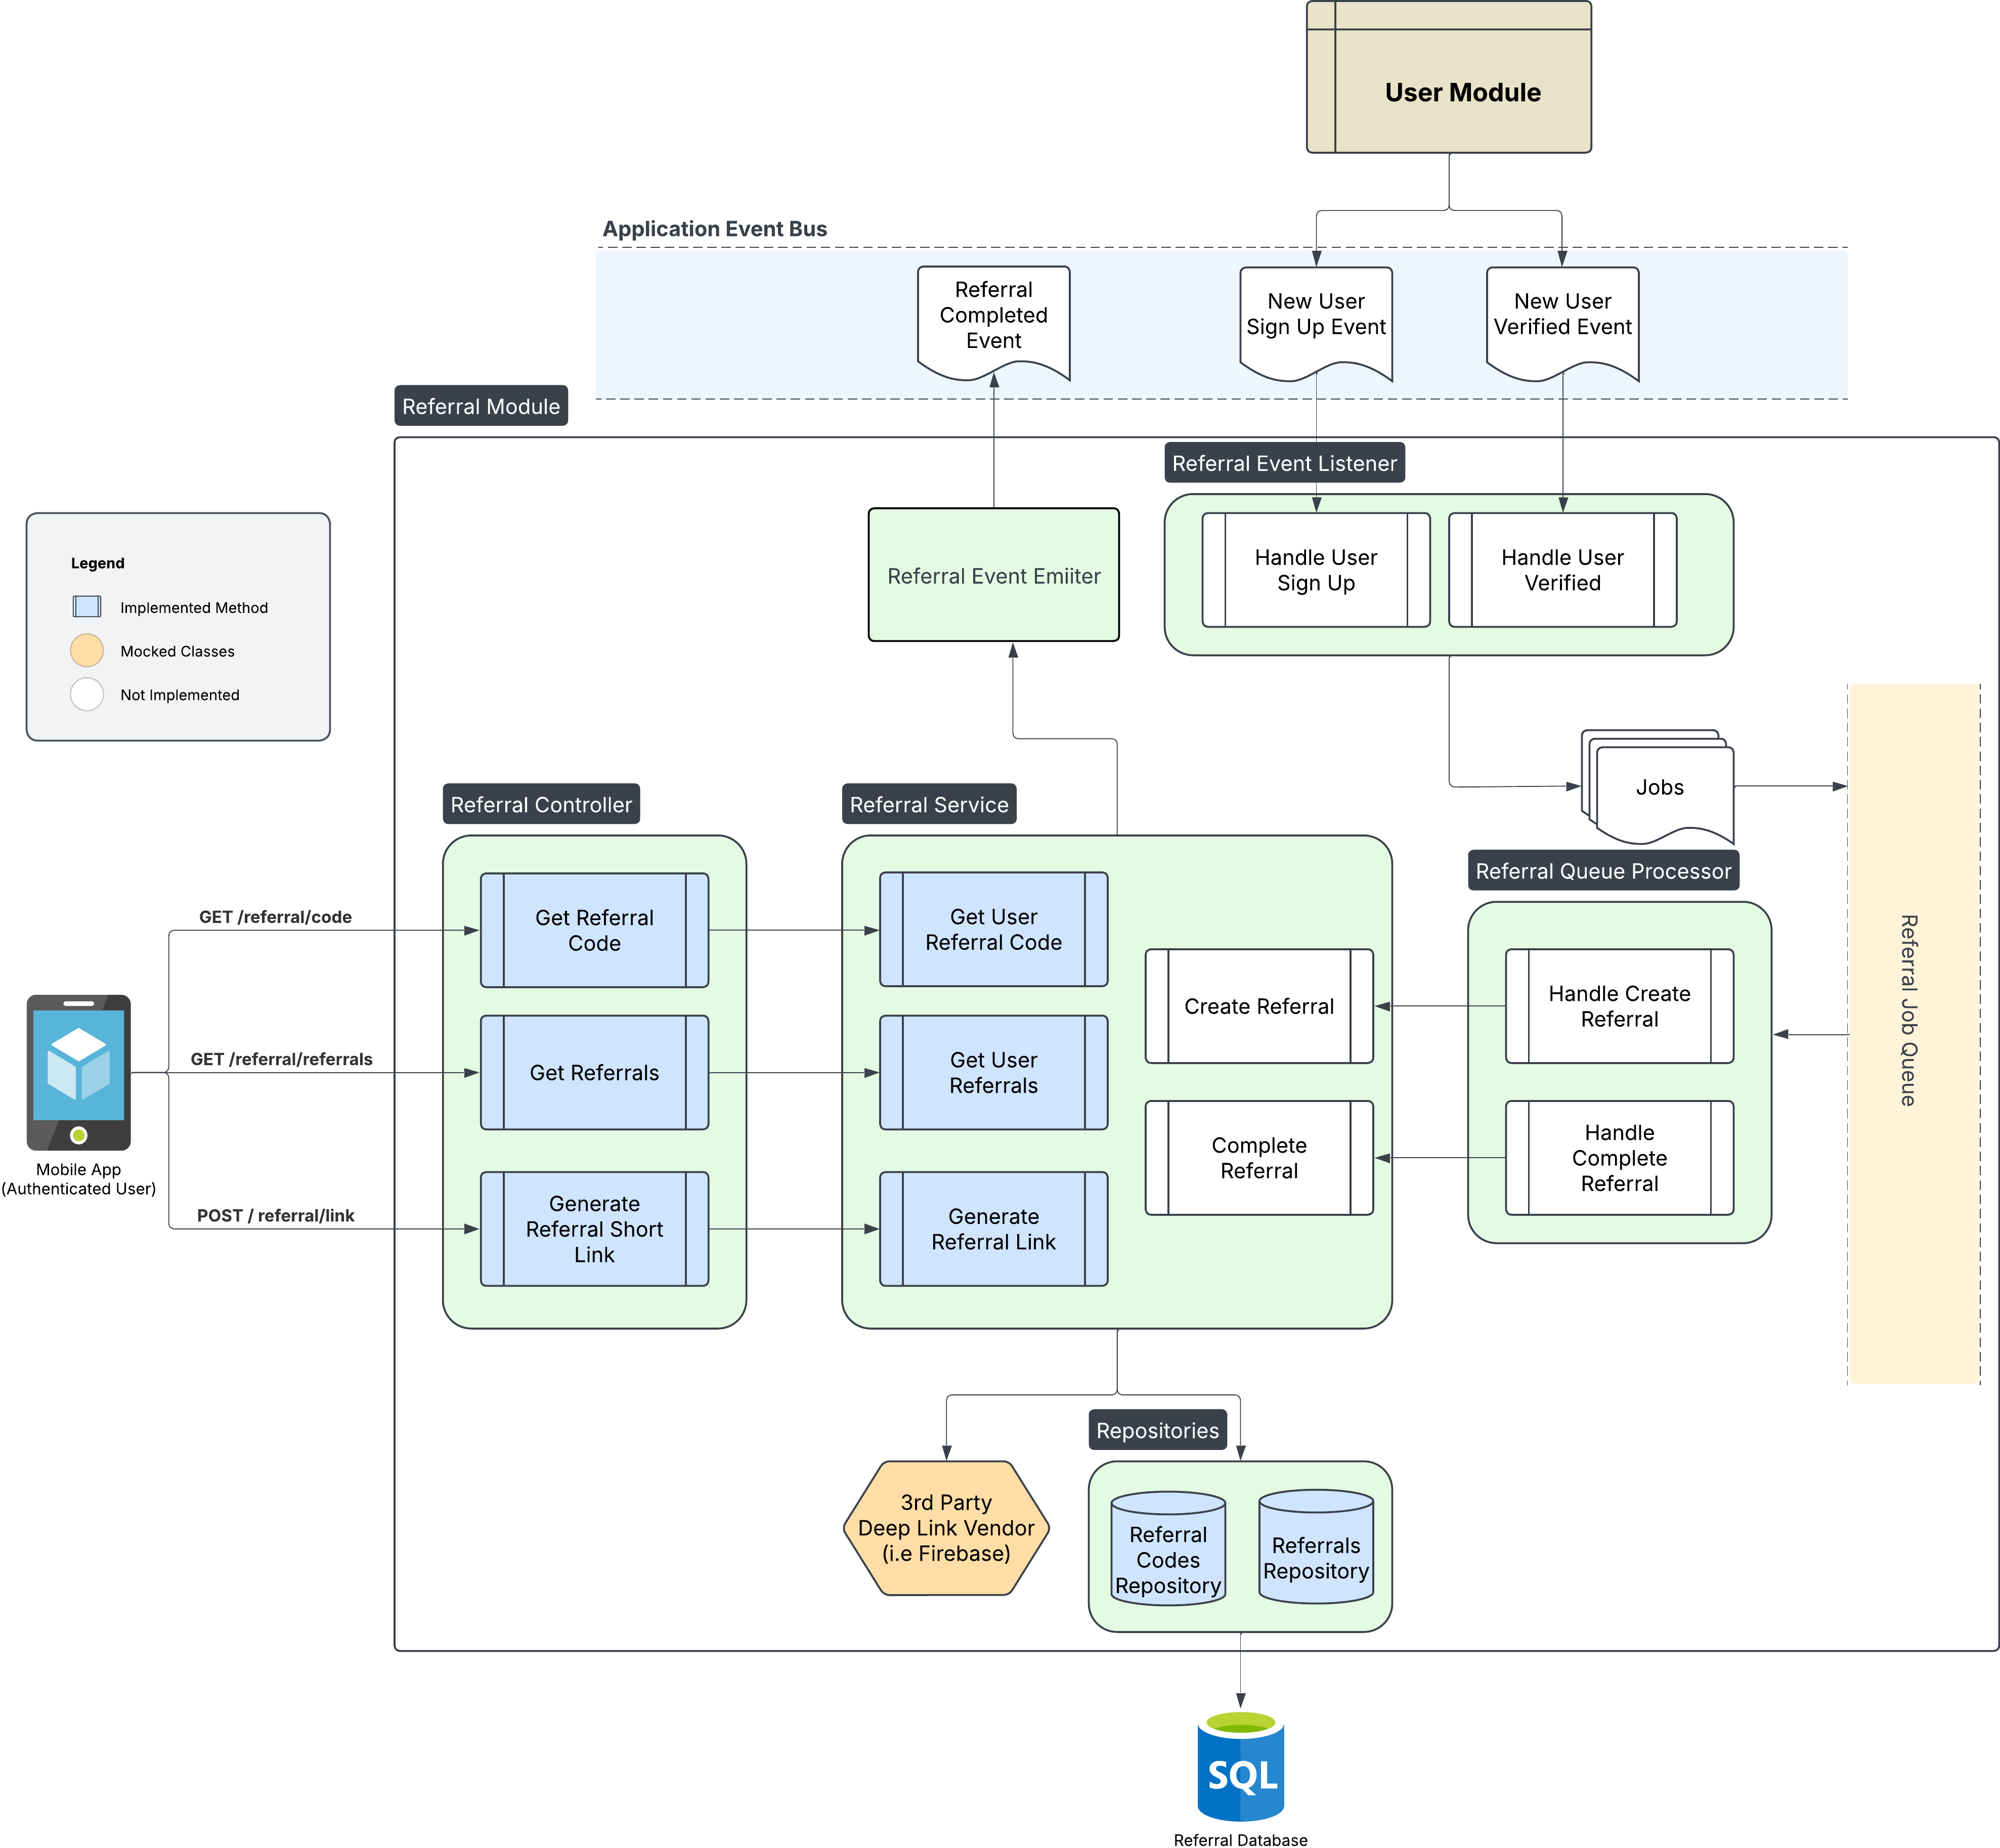 User Module
Application Event Bus
Referral
Completed
Event
New User
Sign Up Event
New User
Verified Event
Referral Module
Referral Event Listener
Handle User
Sign Up
Handle User
Verified
Referral Event Emiiter
Legend
Implemented Method
Mocked Classes
Not Implemented
Jobs
Referral Controller
Referral Service
Referral Queue Processor
Referral Job Queue
GET /referral/code
Get Referral
Code
Get User
Referral Code
Create Referral
Handle Create
Referral
GET /referral/referrals
Get Referrals
Get User
Referrals
Complete
Referral
Handle
Complete
Referral
Mobile App
(Authenticated User)
POST / referral/link
Generate
Referral Short
Link
Generate
Referral Link
Repositories
3rd Party
Deep Link Vendor
(i.e Firebase)
Referral
Codes
Repository
Referrals
Repository
SQL
Referral Database